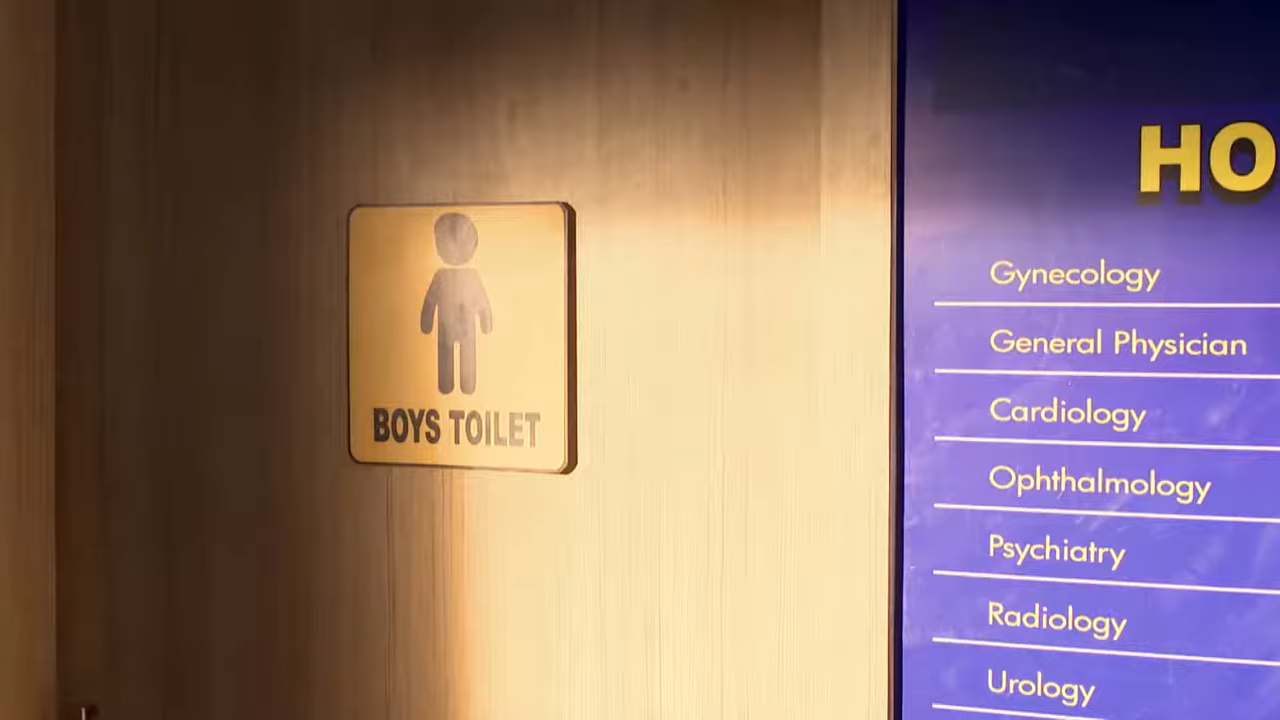 BOYS TOILET
HO
Gynecology
General Physician
Cardiology
Ophthalmology
Psychiatry
Radiology
Urology